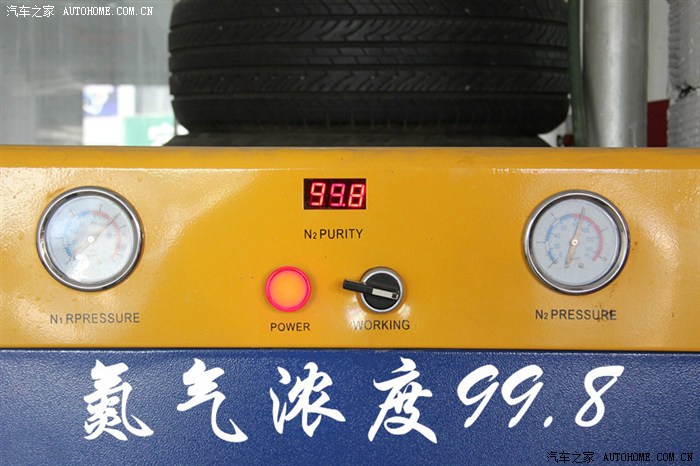 汽车之家 AUTOHOME.COM.CN
99.8
N2 PURITY
N1 RPRESSURE
POWER
WORKING
N2 PRESSURE
氮气浓度99.8
汽车之家 AUTOHOME.COM.CN